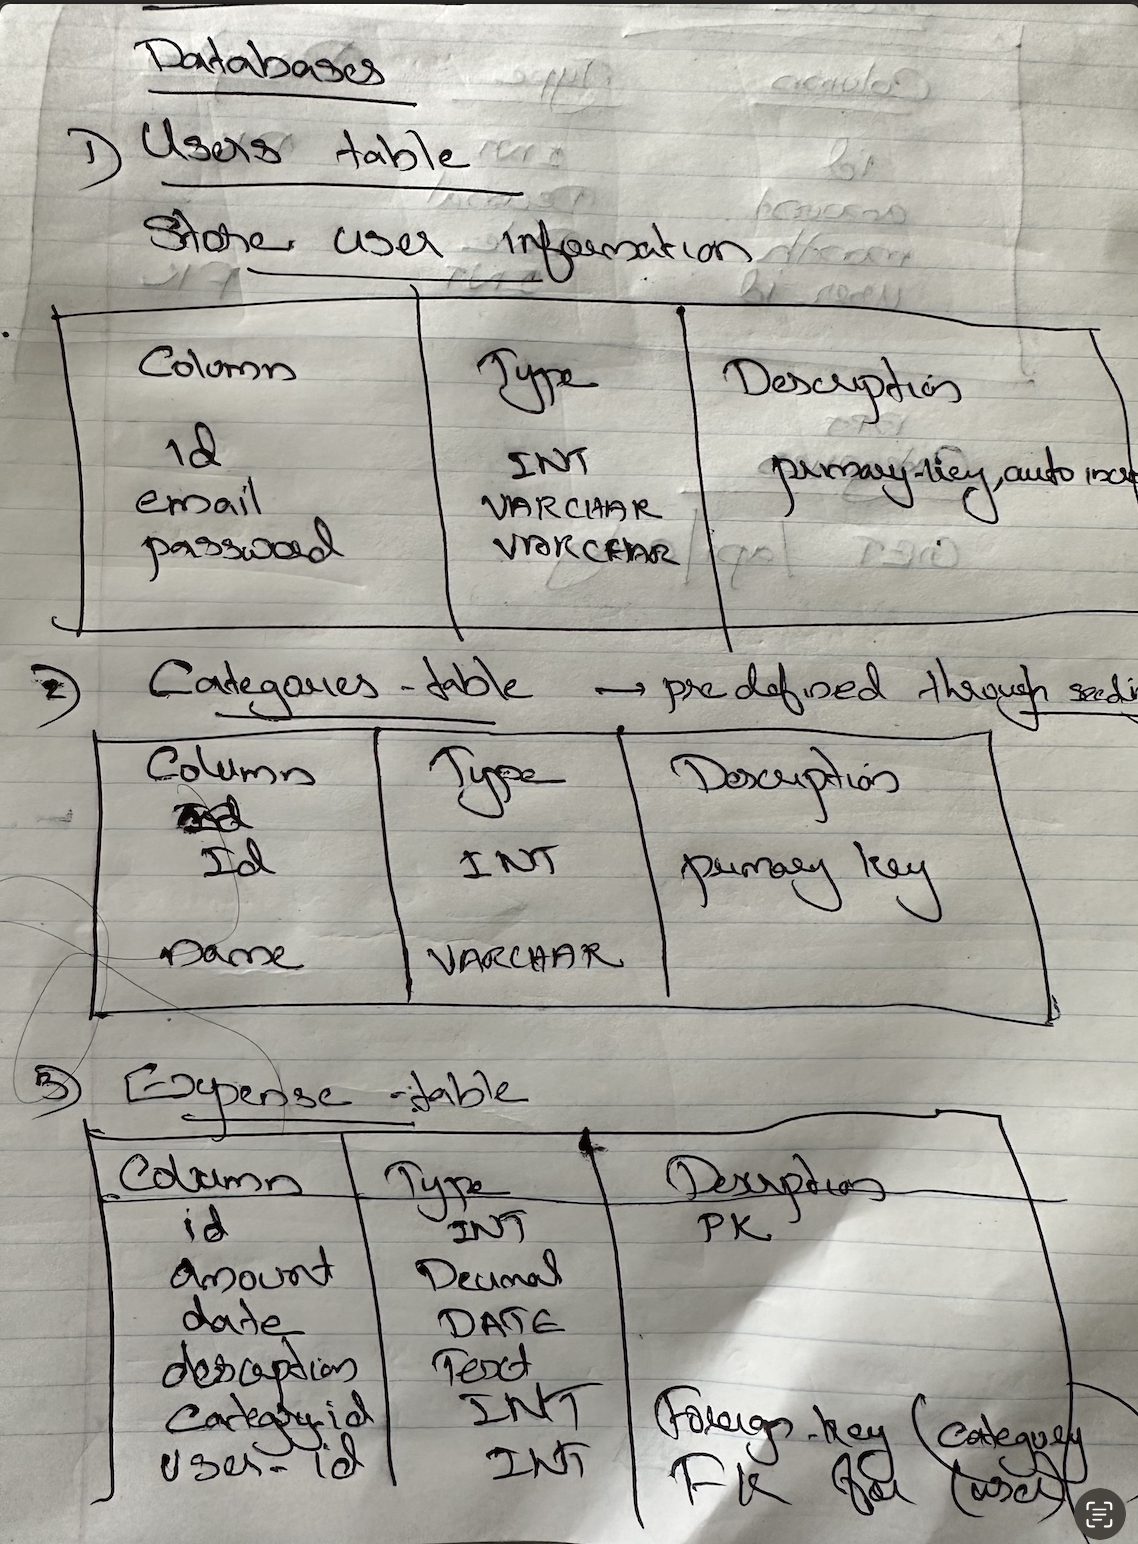 Databases
1) Users table
Store user information
Column Type Description
id INT primary-key, auto incr
email VARCHAR
password VARCHAR
2) Categories - table → predefined through seedi
Column Type Description
Id INT primary key
name VARCHAR
3) Expense - table
Column Type Description
id INT PK
amount Decimal
date DATE
description Text
Category-id INT Foreign-key (category
user-id INT FK for (user)